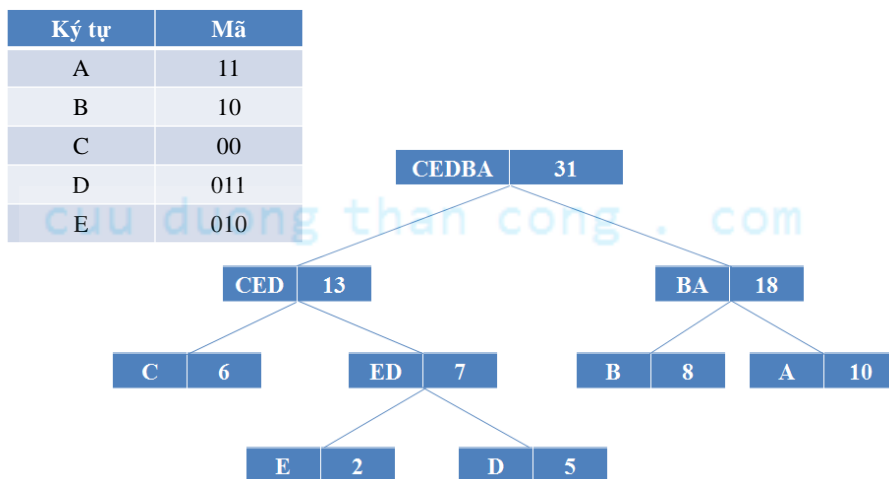 Ký tự Mã
A 11
B 10
C 00
D 011
E 010
CEDBA 31
cuu duong than cong . com
CED 13
BA 18
C 6
ED 7
B 8
A 10
E 2
D 5